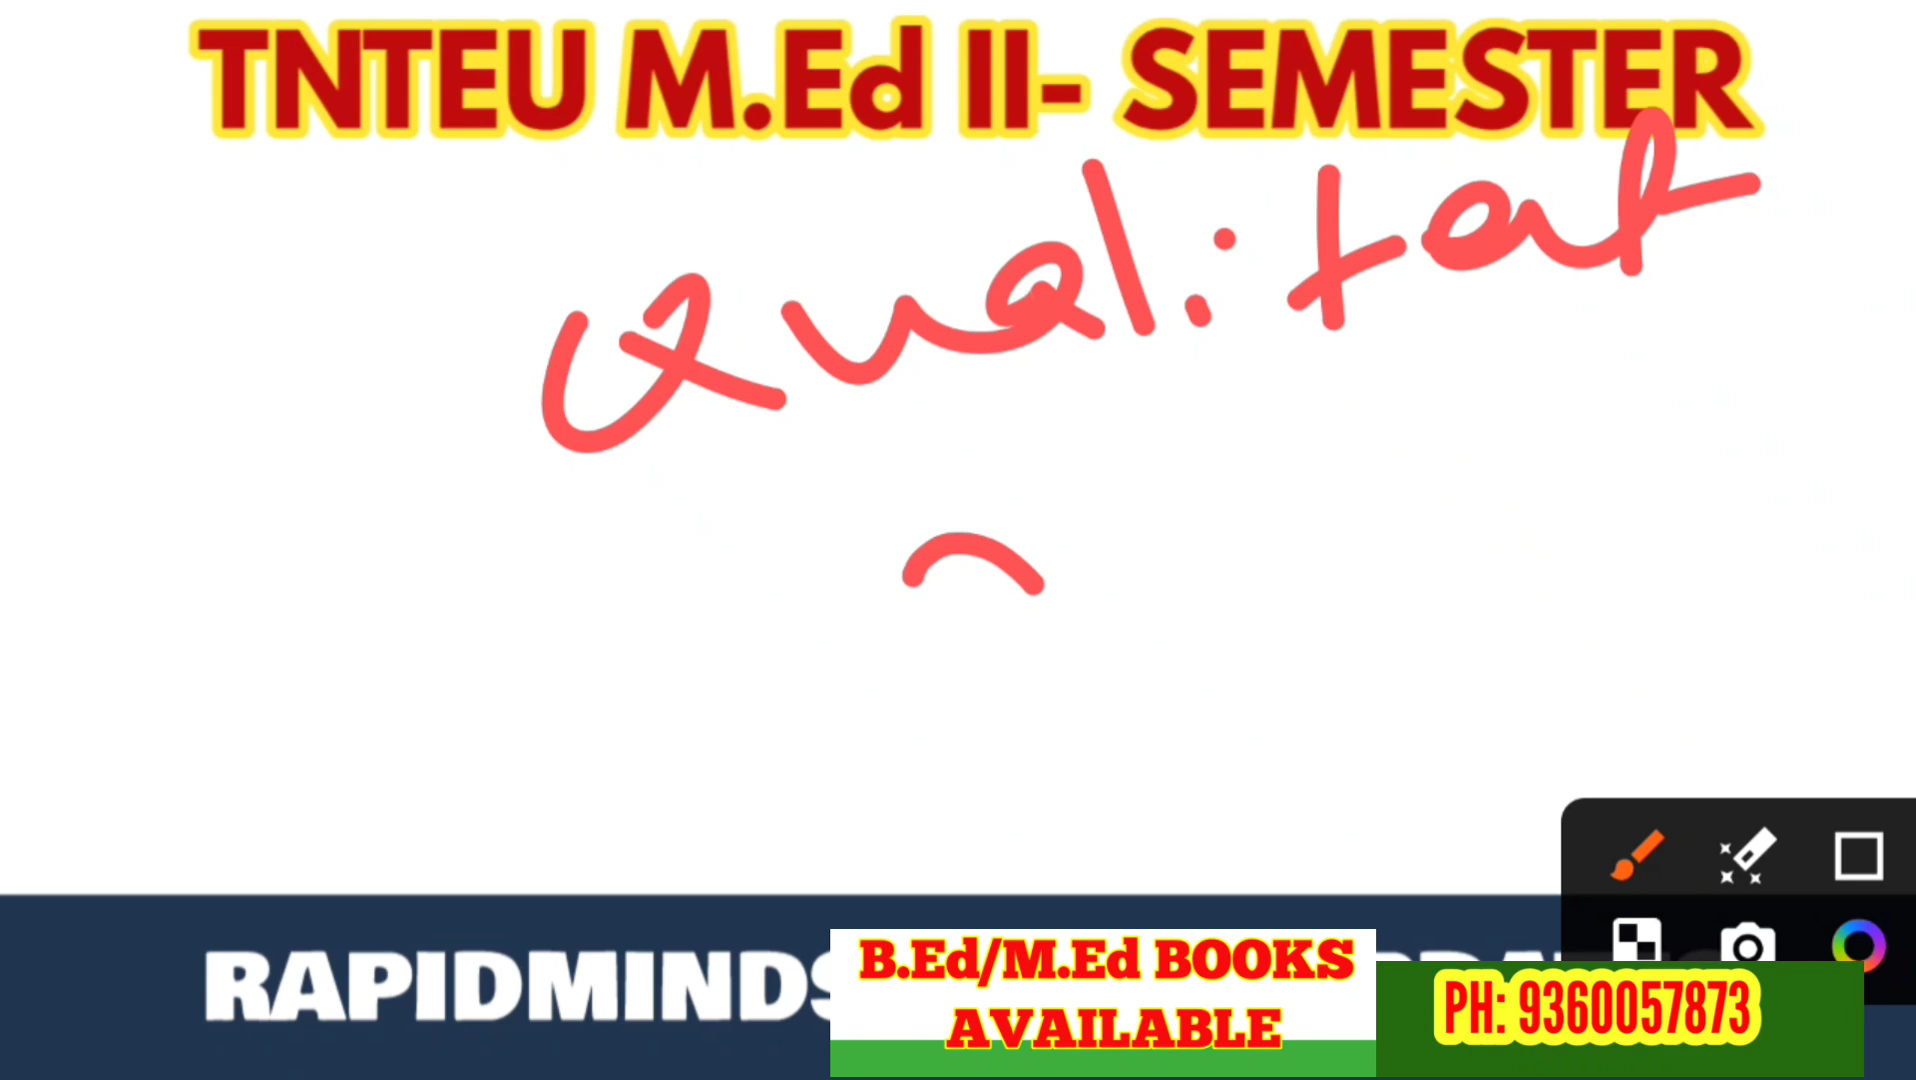 TNTEU M.Ed II- SEMESTER
Qualitat
RAPIDMINDS
B.Ed/M.Ed BOOKS
AVAILABLE
PH: 9360057873